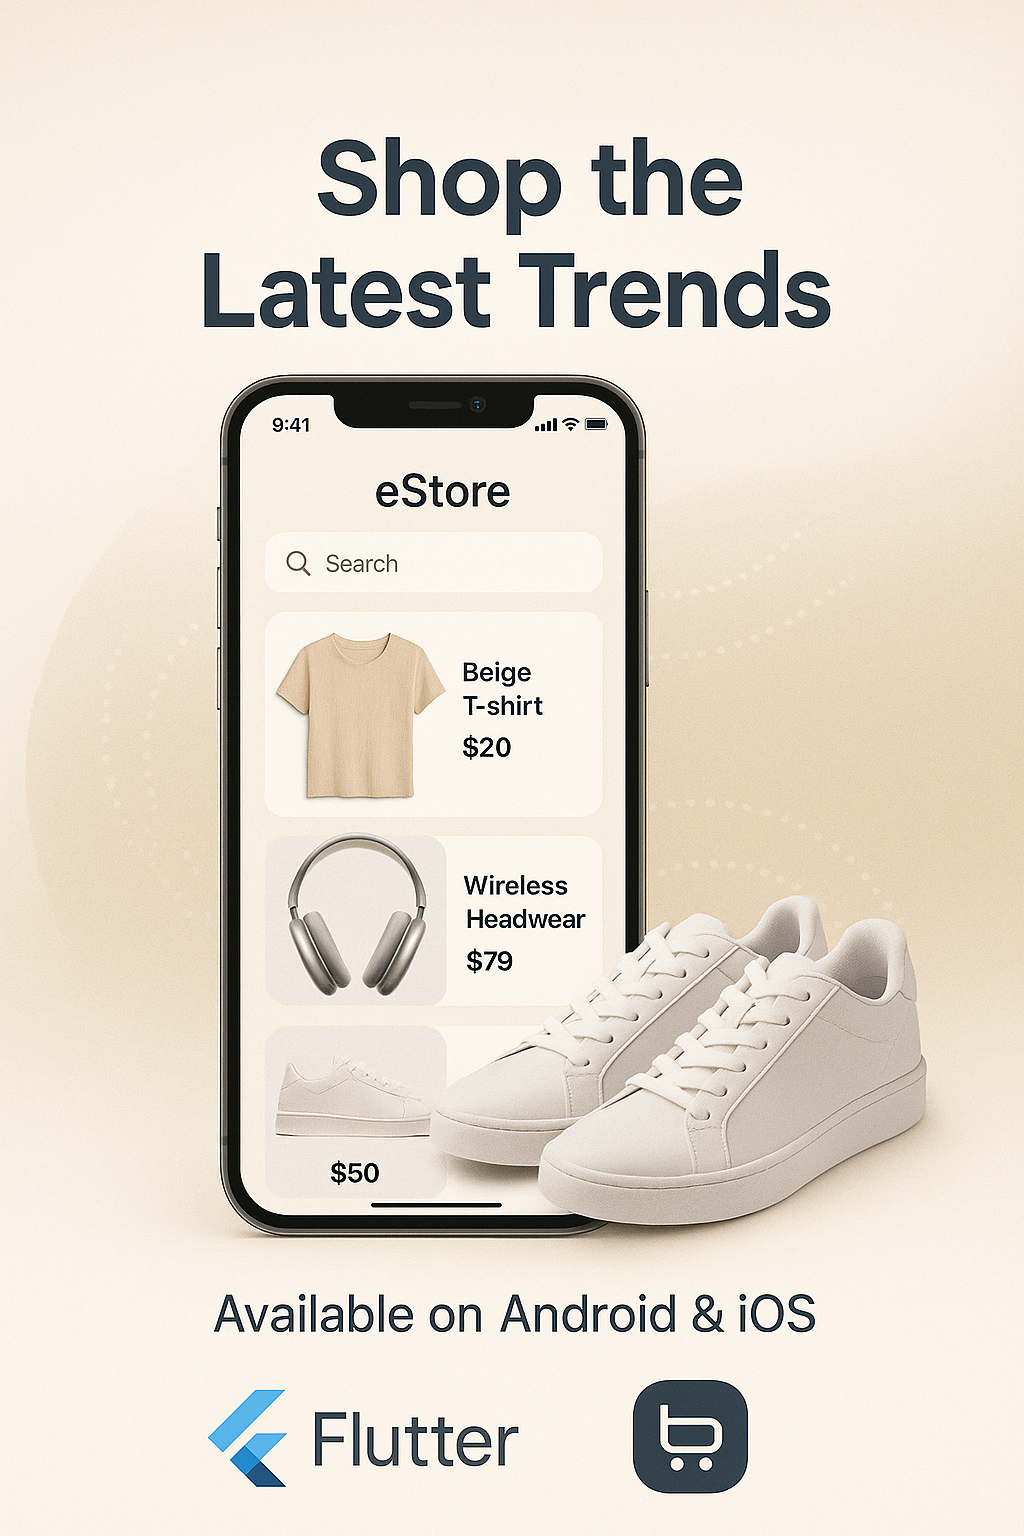 Shop the
Latest Trends
9:41
eStore
Search
Beige
T-shirt
$20
Wireless
Headwear
$79
$50
Available on Android & iOS
Flutter